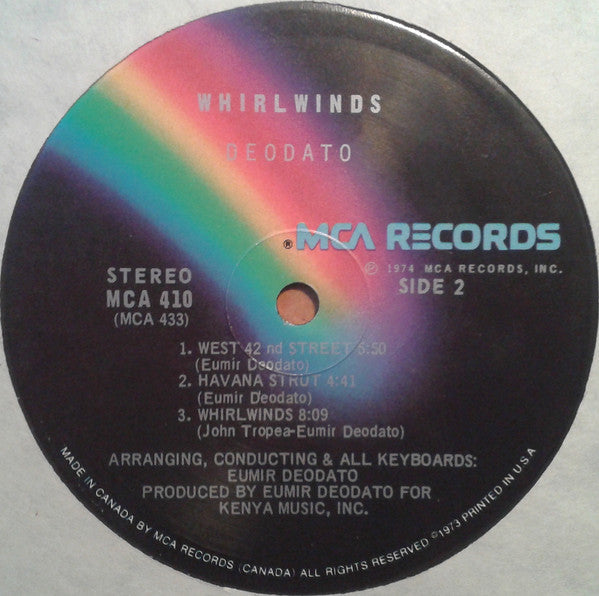 WHIRLWINDS
DEODATO
® MCA RECORDS
℗ 1974 MCA RECORDS, INC.
STEREO
MCA 410
(MCA 433)
SIDE 2
1. WEST 42 nd STREET 5:50
(Eumir Deodato)
2. HAVANA STRUT 4:41
(Eumir Deodato)
3. WHIRLWINDS 8:09
(John Tropea-Eumir Deodato)
ARRANGING, CONDUCTING & ALL KEYBOARDS:
EUMIR DEODATO
PRODUCED BY EUMIR DEODATO FOR
KENYA MUSIC, INC.
MADE IN CANADA BY MCA RECORDS (CANADA) ALL RIGHTS RESERVED ©1973 PRINTED IN U.S.A